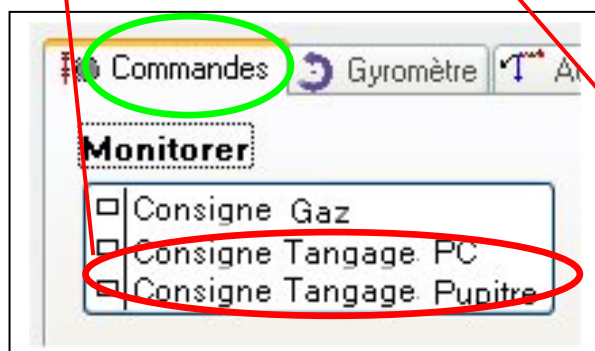 Commandes Gyromètre
Monitorer
Consigne Gaz
Consigne Tangage PC
Consigne Tangage Pupitre